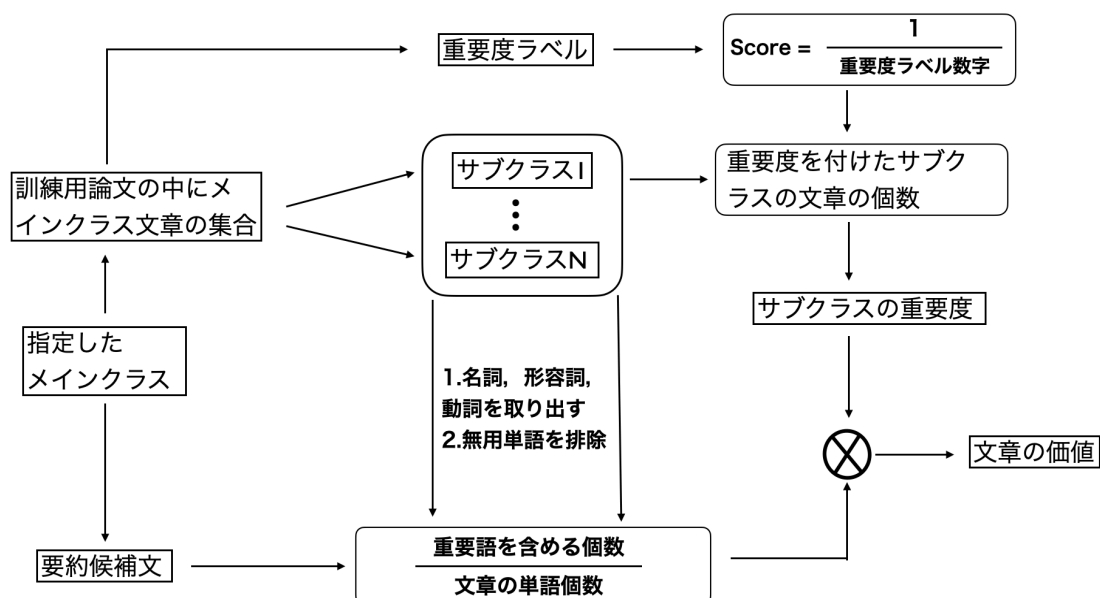 重要度ラベル
Score =
1
重要度ラベル数字
訓練用論文の中にメ
インクラス文章の集合
サブクラス1
サブクラスN
重要度を付けたサブク
ラスの文章の個数
サブクラスの重要度
指定した
メインクラス
1.名詞，形容詞，
動詞を取り出す
2.無用単語を排除
文章の価値
要約候補文
重要語を含める個数
文章の単語個数